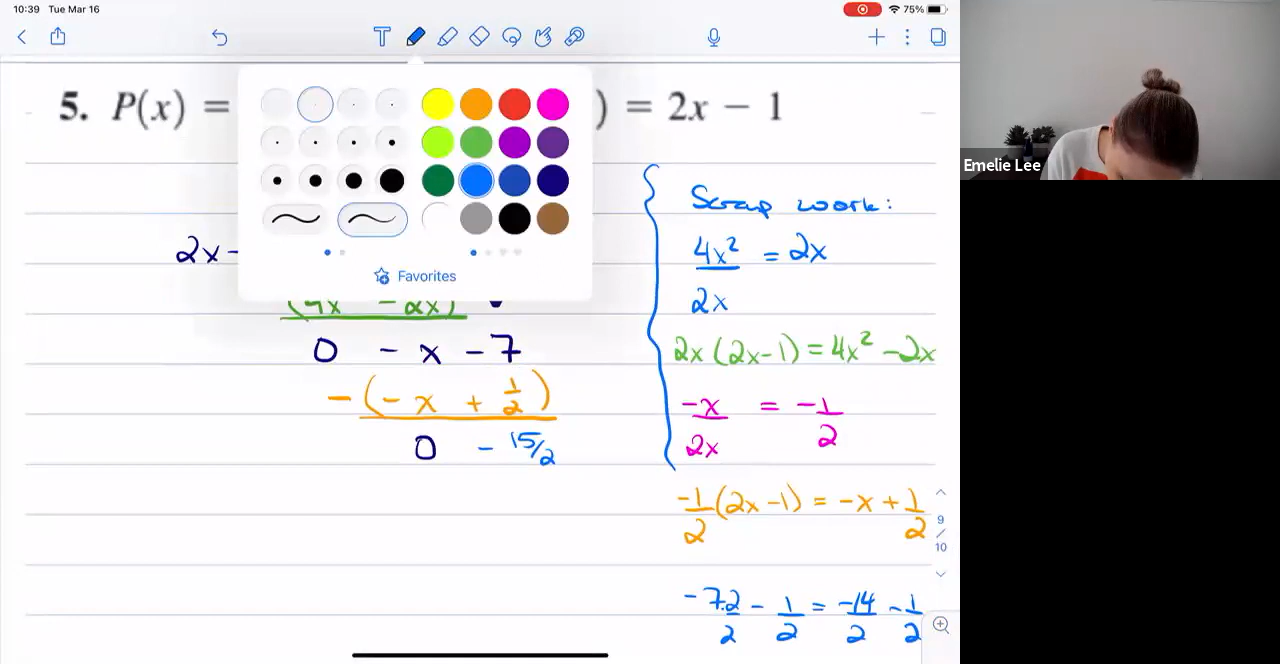 10:39 Tue Mar 16
75%
5. P(x) = ) = 2x − 1
Favorites
2x-
(4x - 2x)
0 - x - 7
- (- x + 1/2)
0 - 15/2
Scrap work:
4x²/2x = 2x
2x (2x-1) = 4x² - 2x
-x/2x = -1/2
-1/2 (2x-1) = -x + 1/2
-7.2/2 - 1/2 = -14/2 - 1/2
9/10
Emelie Lee